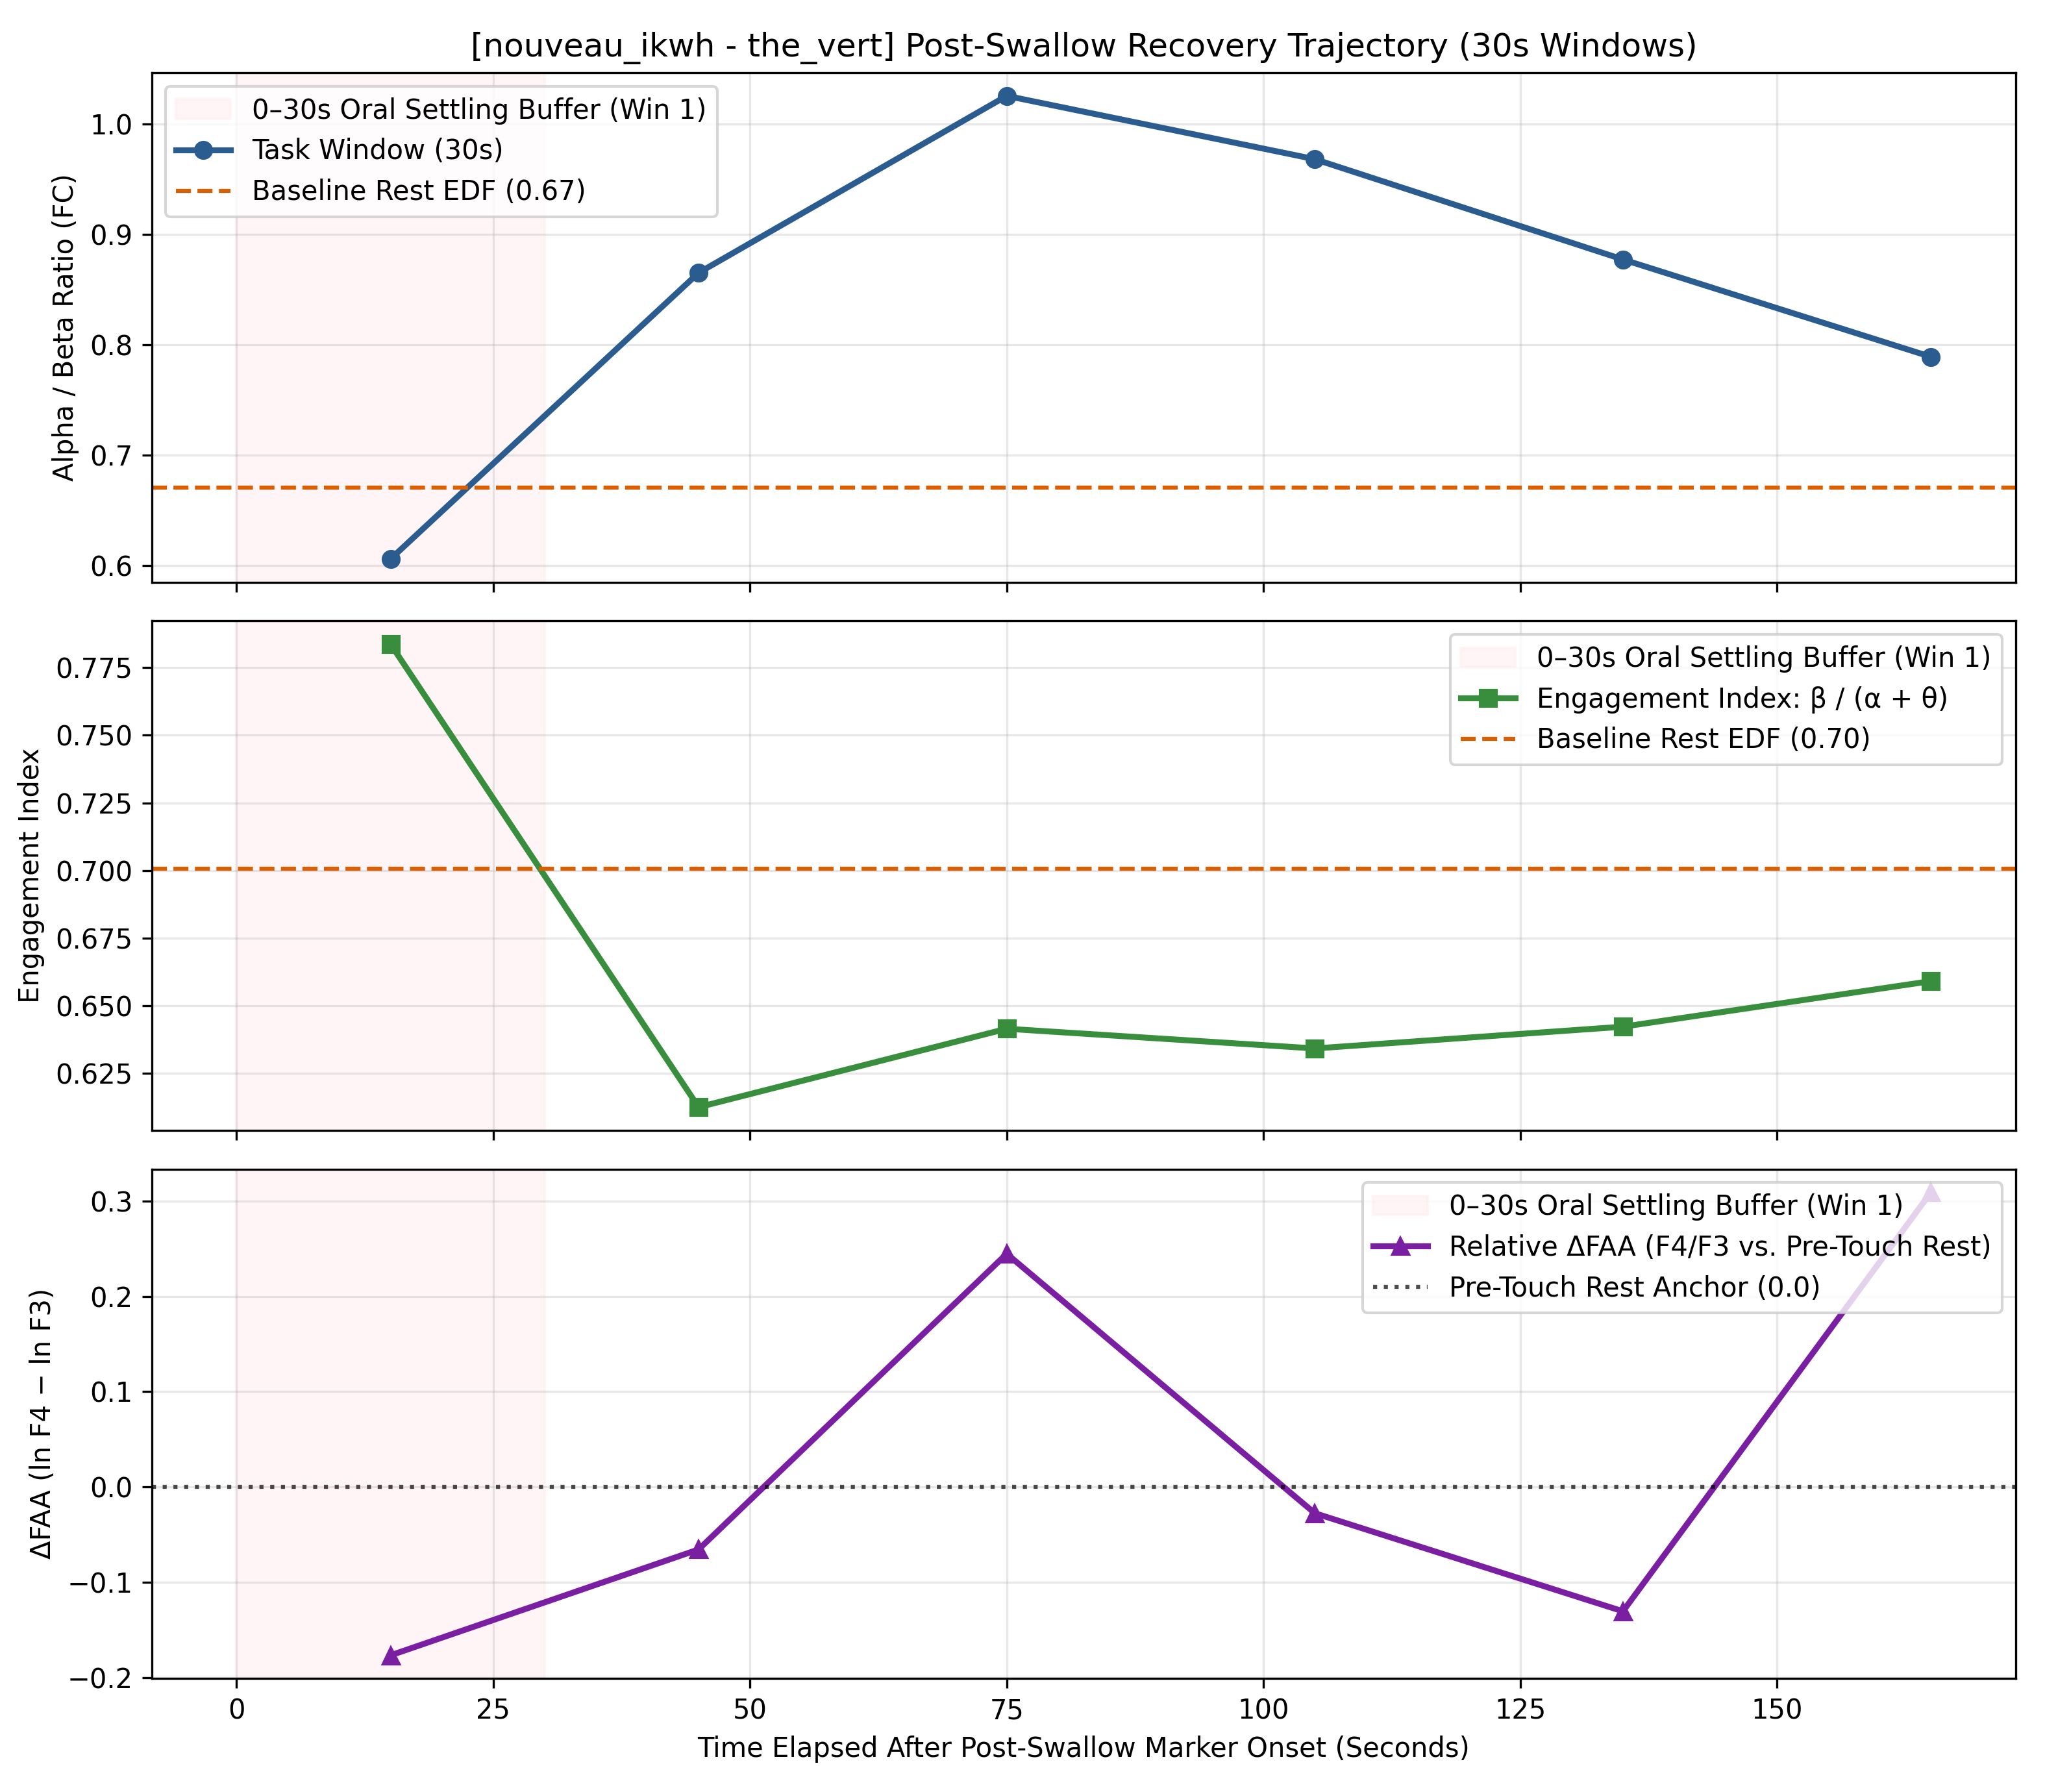 [nouveau_ikwh - the_vert] Post-Swallow Recovery Trajectory (30s Windows)
0–30s Oral Settling Buffer (Win 1)
Task Window (30s)
Baseline Rest EDF (0.67)
Alpha / Beta Ratio (FC)
1.0
0.9
0.8
0.7
0.6
0–30s Oral Settling Buffer (Win 1)
Engagement Index: β / (α + θ)
Baseline Rest EDF (0.70)
Engagement Index
0.775
0.750
0.725
0.700
0.675
0.650
0.625
0–30s Oral Settling Buffer (Win 1)
Relative ΔFAA (F4/F3 vs. Pre-Touch Rest)
Pre-Touch Rest Anchor (0.0)
ΔFAA (ln F4 − ln F3)
0.3
0.2
0.1
0.0
−0.1
−0.2
0 25 50 75 100 125 150
Time Elapsed After Post-Swallow Marker Onset (Seconds)